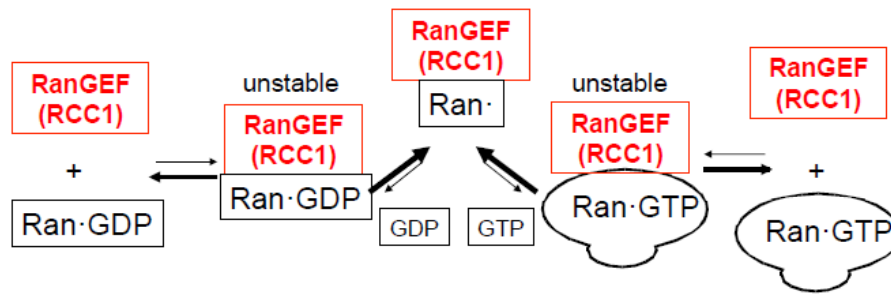 RanGEF
(RCC1)
+
Ran·GDP
unstable
RanGEF
(RCC1)
Ran·GDP
RanGEF
(RCC1)
Ran·
GDP
GTP
unstable
RanGEF
(RCC1)
Ran·GTP
RanGEF
(RCC1)
+
Ran·GTP